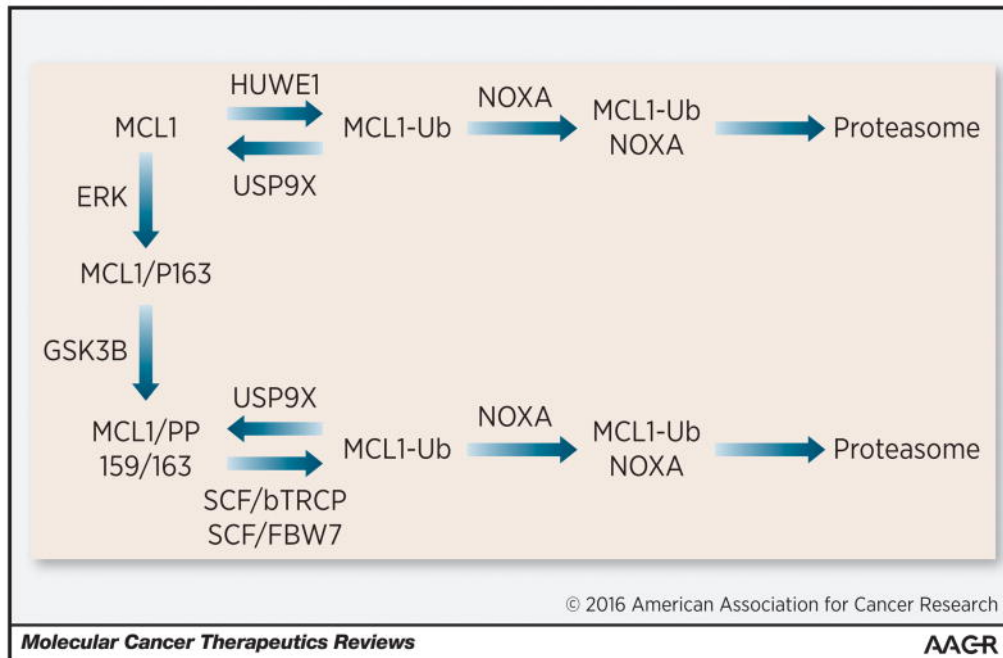 HUWE1
NOXA
MCL1
MCL1-Ub
MCL1-Ub
NOXA
Proteasome
USP9X
ERK
MCL1/P163
GSK3B
USP9X
NOXA
MCL1/PP
159/163
MCL1-Ub
MCL1-Ub
NOXA
Proteasome
SCF/bTRCP
SCF/FBW7
© 2016 American Association for Cancer Research
Molecular Cancer Therapeutics Reviews
AACR